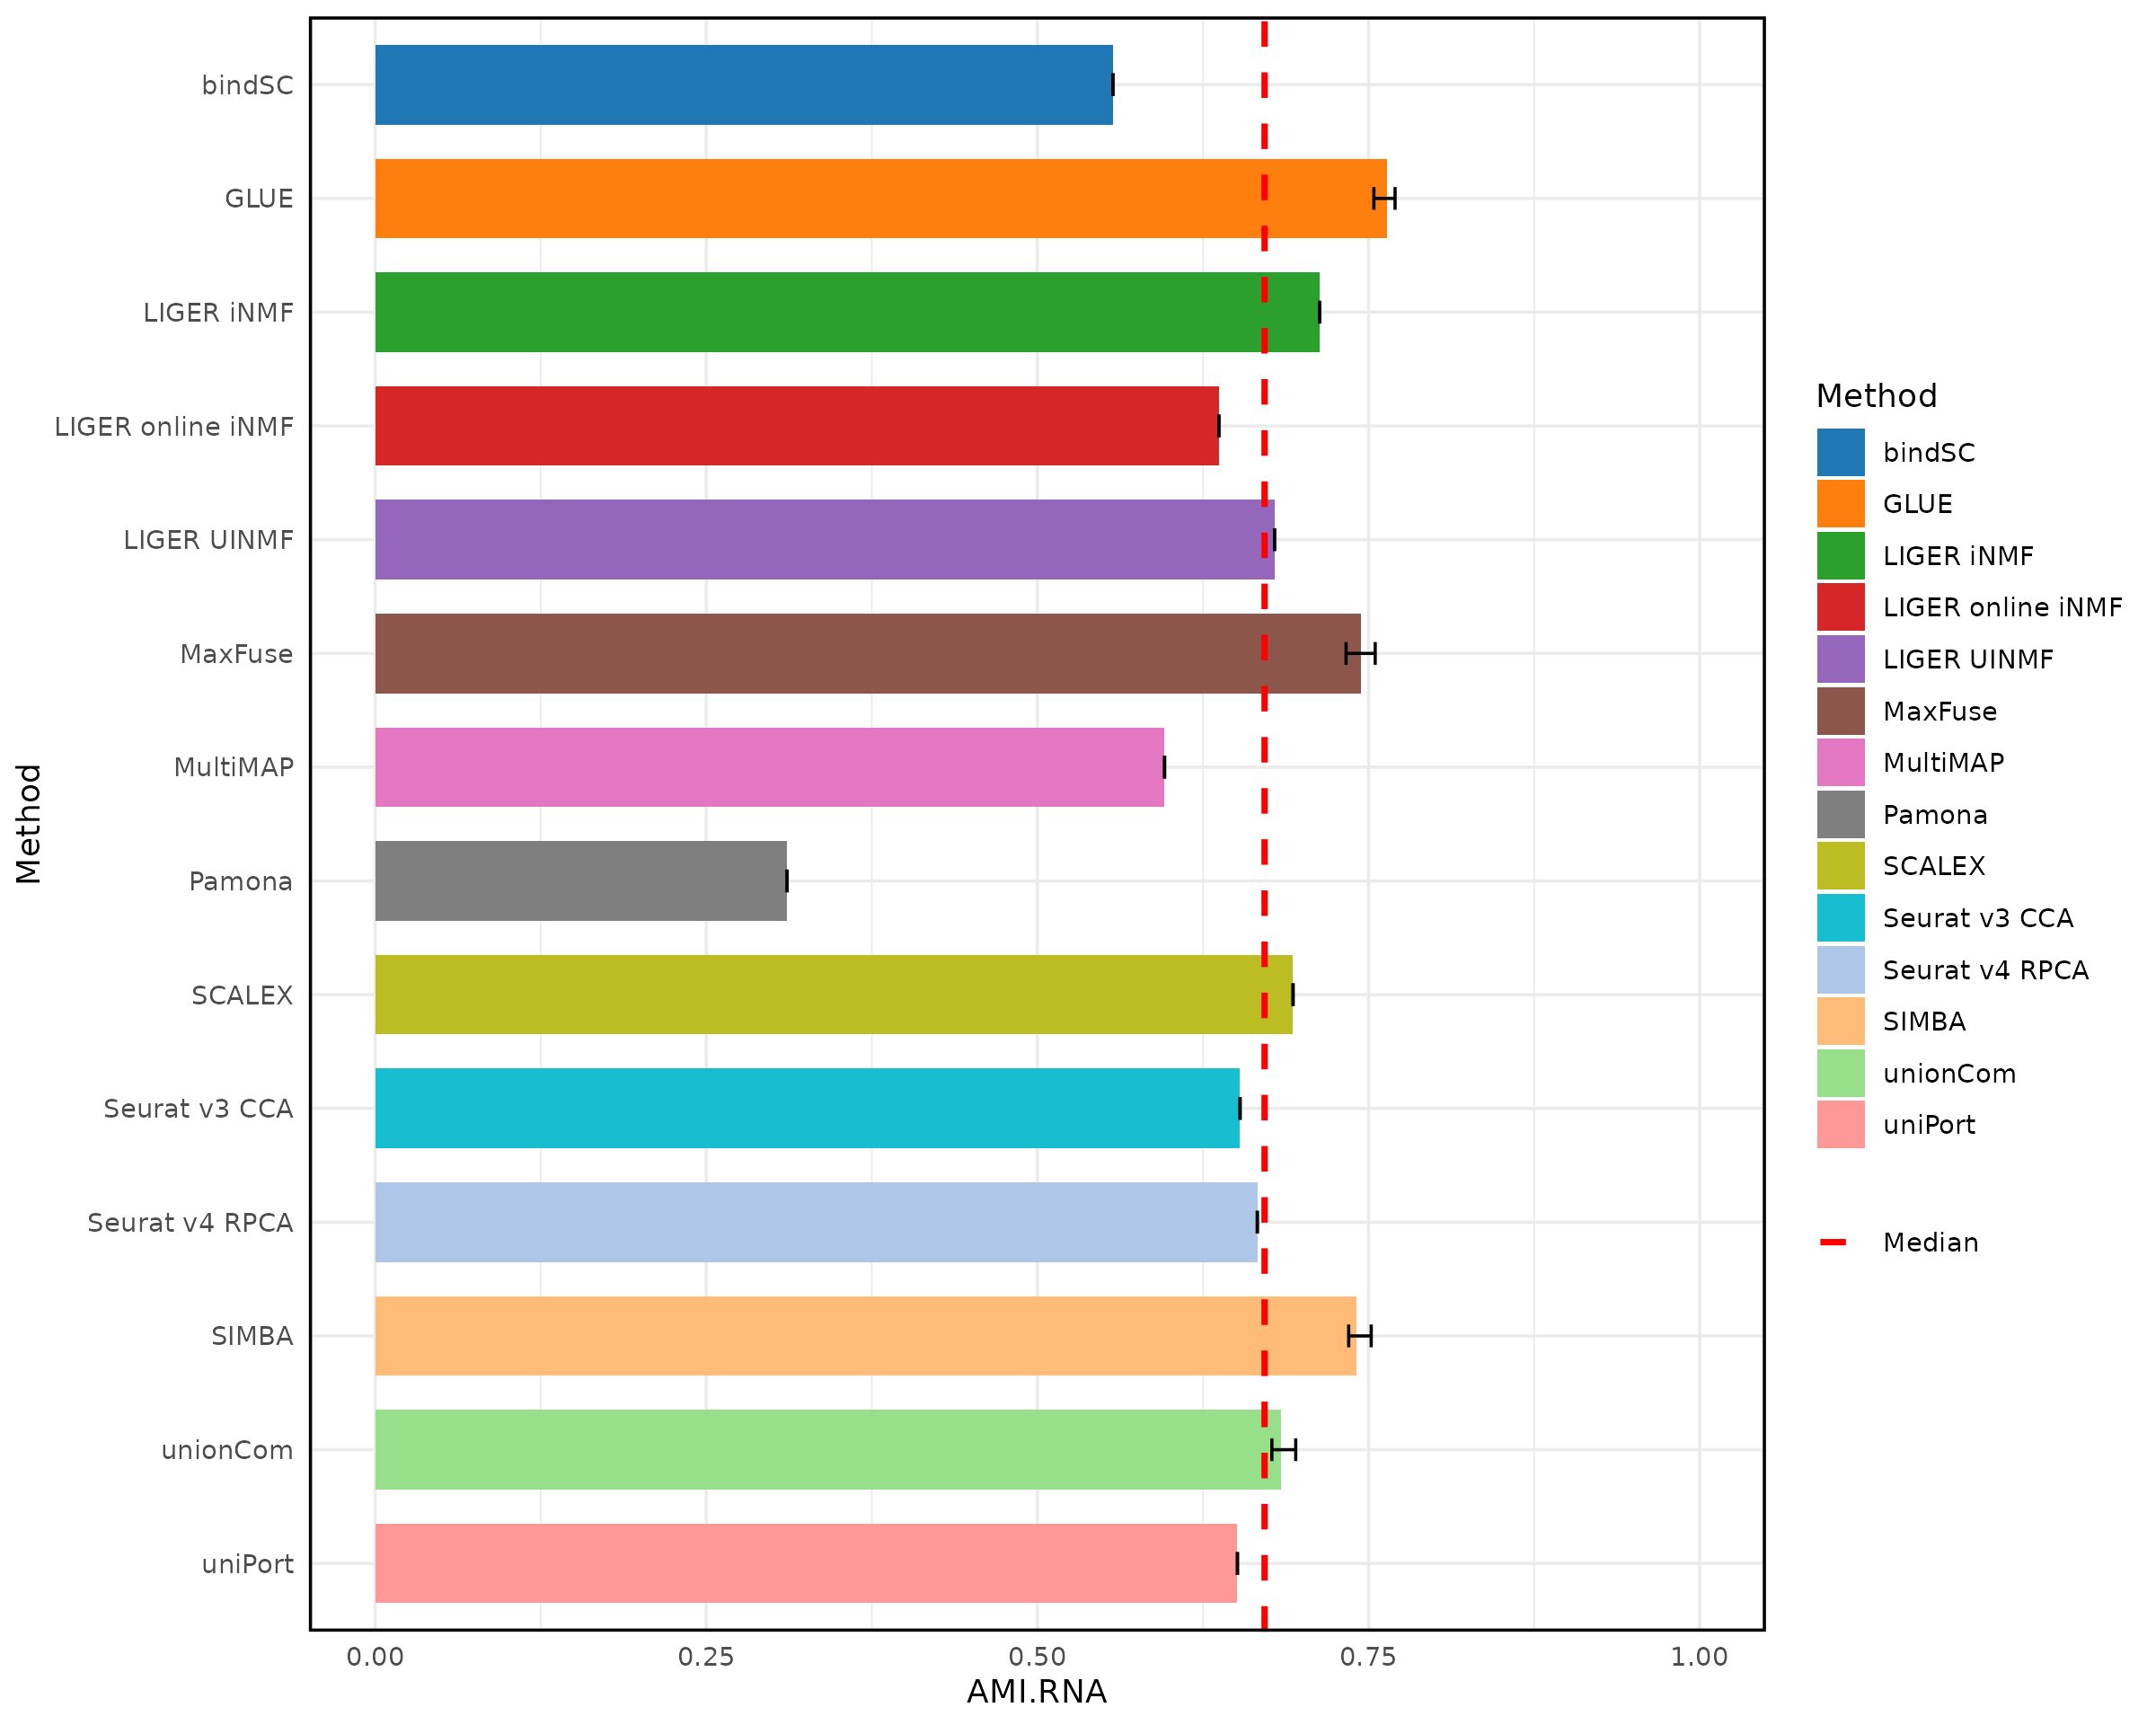 bindSC
GLUE
LIGER iNMF
LIGER online iNMF
LIGER UINMF
MaxFuse
MultiMAP
Pamona
SCALEX
Seurat v3 CCA
Seurat v4 RPCA
SIMBA
unionCom
uniPort
Method
0.00 0.25 0.50 0.75 1.00
AMI.RNA
Method
bindSC
GLUE
LIGER iNMF
LIGER online iNMF
LIGER UINMF
MaxFuse
MultiMAP
Pamona
SCALEX
Seurat v3 CCA
Seurat v4 RPCA
SIMBA
unionCom
uniPort
Median